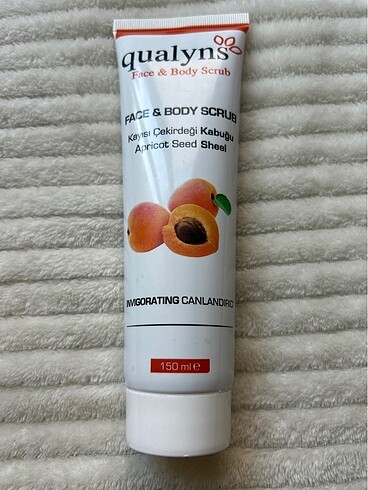 qualyns
Face & Body Scrub
FACE & BODY SCRUB
Kayısı Çekirdeği Kabuğu
Apricot Seed Sheel
INVIGORATING CANLANDIRICI
150 ml e